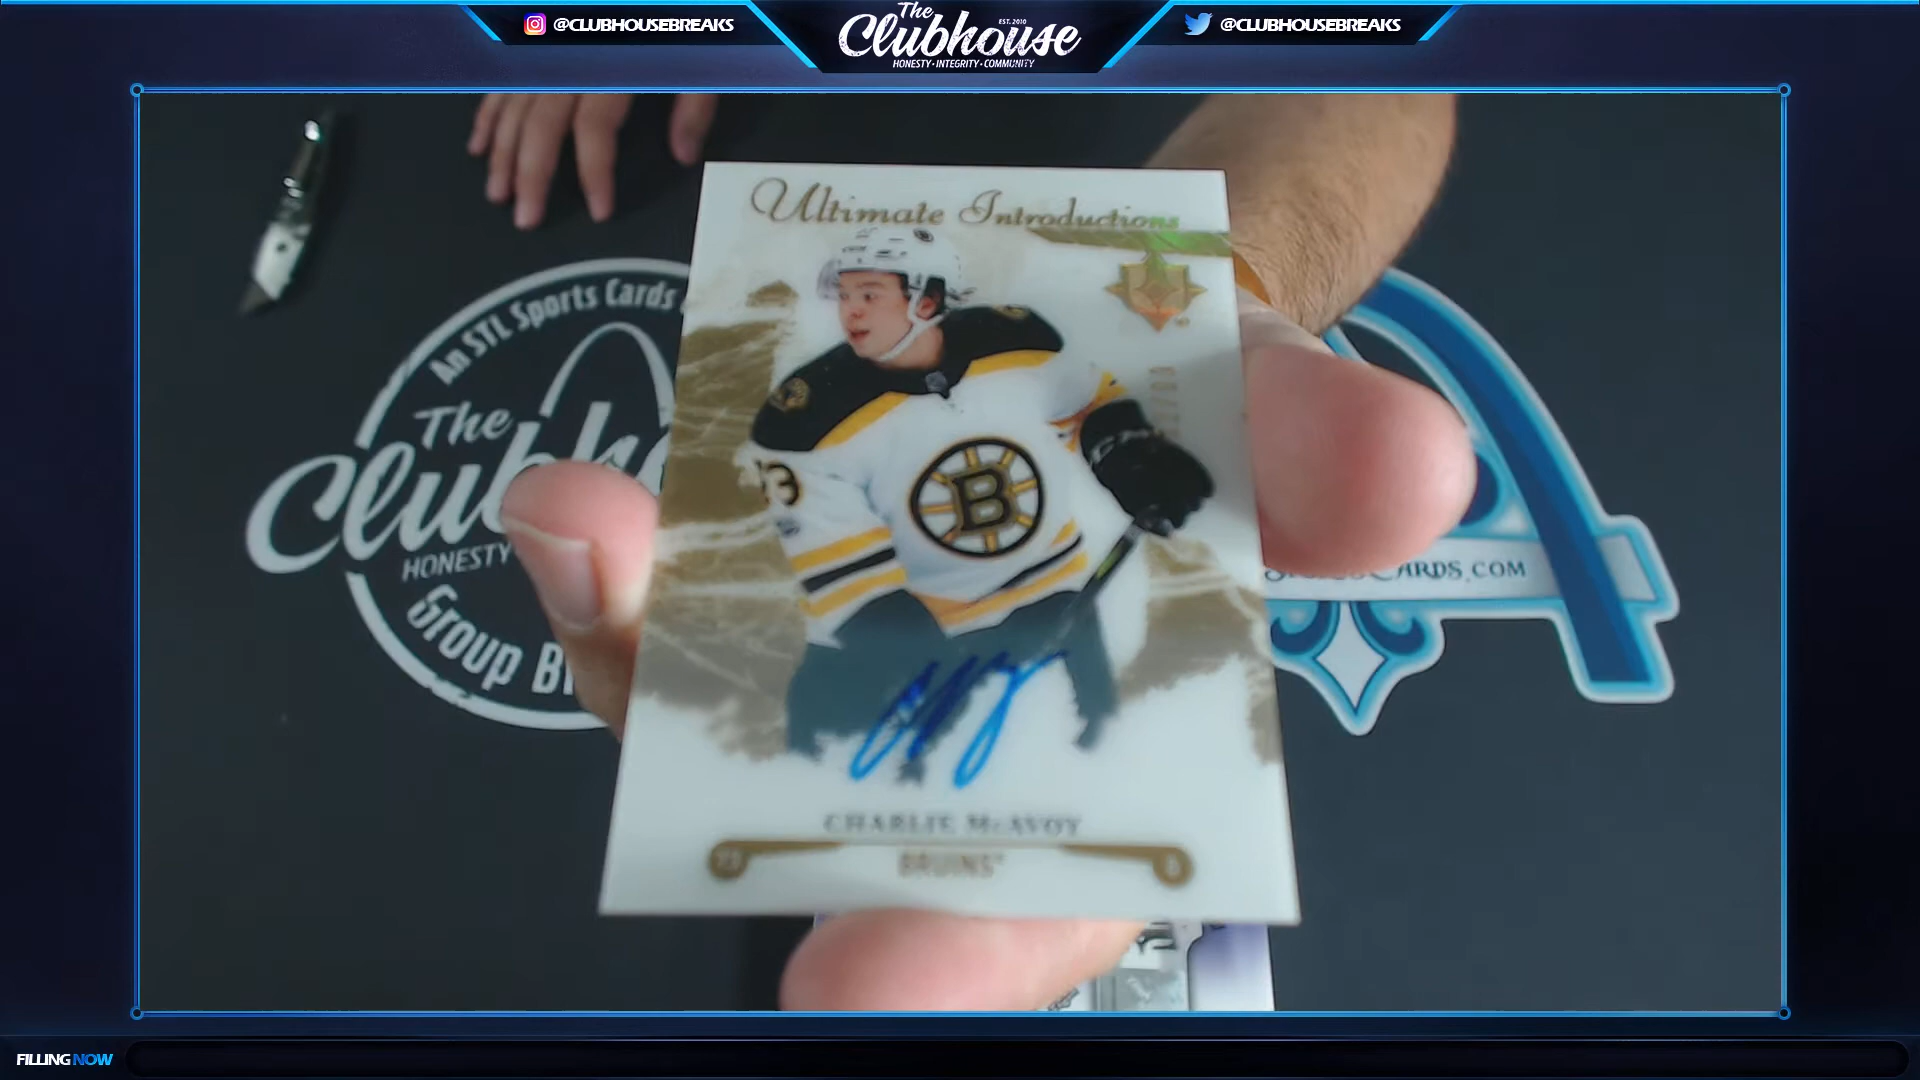 @CLUBHOUSEBREAKS
The
EST. 2010
Clubhouse
HONESTY • INTEGRITY • COMMUNITY
@CLUBHOUSEBREAKS
Ultimate Introductions
An STL Sports Cards
The
HONESTY
Group
CARDS.COM
B
73
CHARLIE McAVOY
BRUINS
FILLING NOW